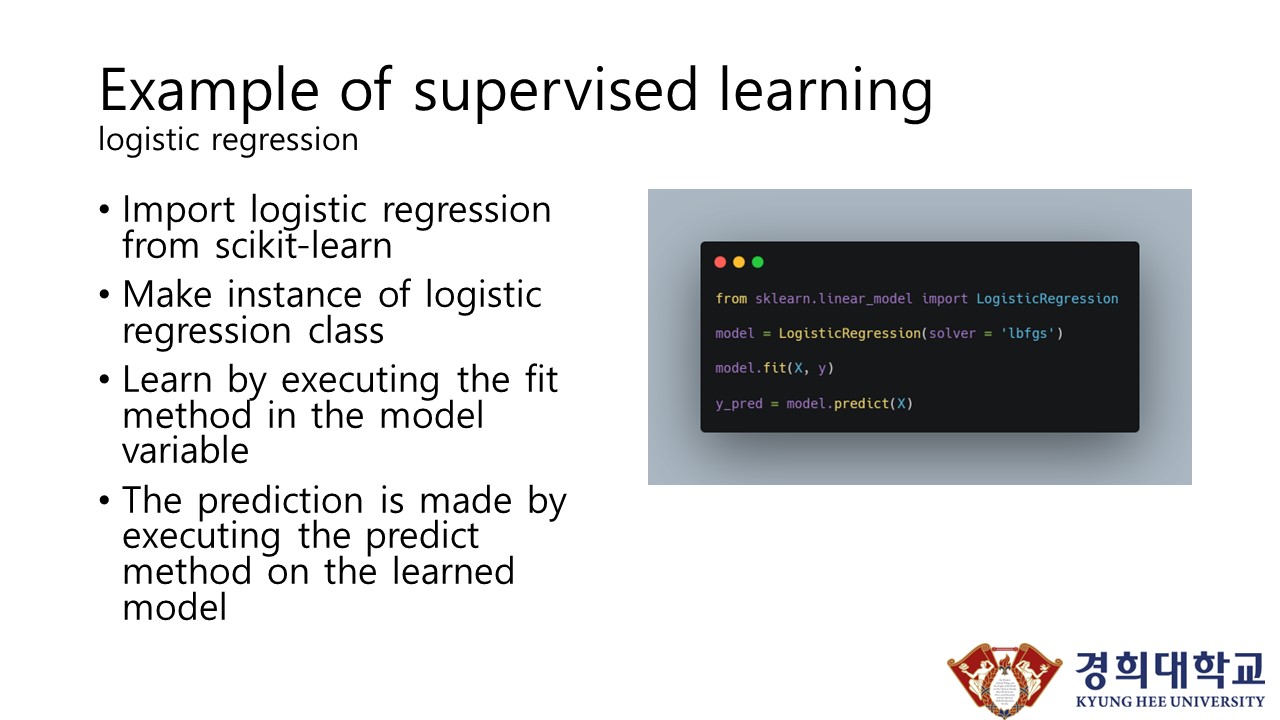 Example of supervised learning
logistic regression
• Import logistic regression
from scikit-learn
• Make instance of logistic
regression class
• Learn by executing the fit
method in the model
variable
• The prediction is made by
executing the predict
method on the learned
model
from sklearn.linear_model import LogisticRegression
model = LogisticRegression(solver = 'lbfgs')
model.fit(X, y)
y_pred = model.predict(X)
경희대학교
KYUNG HEE UNIVERSITY